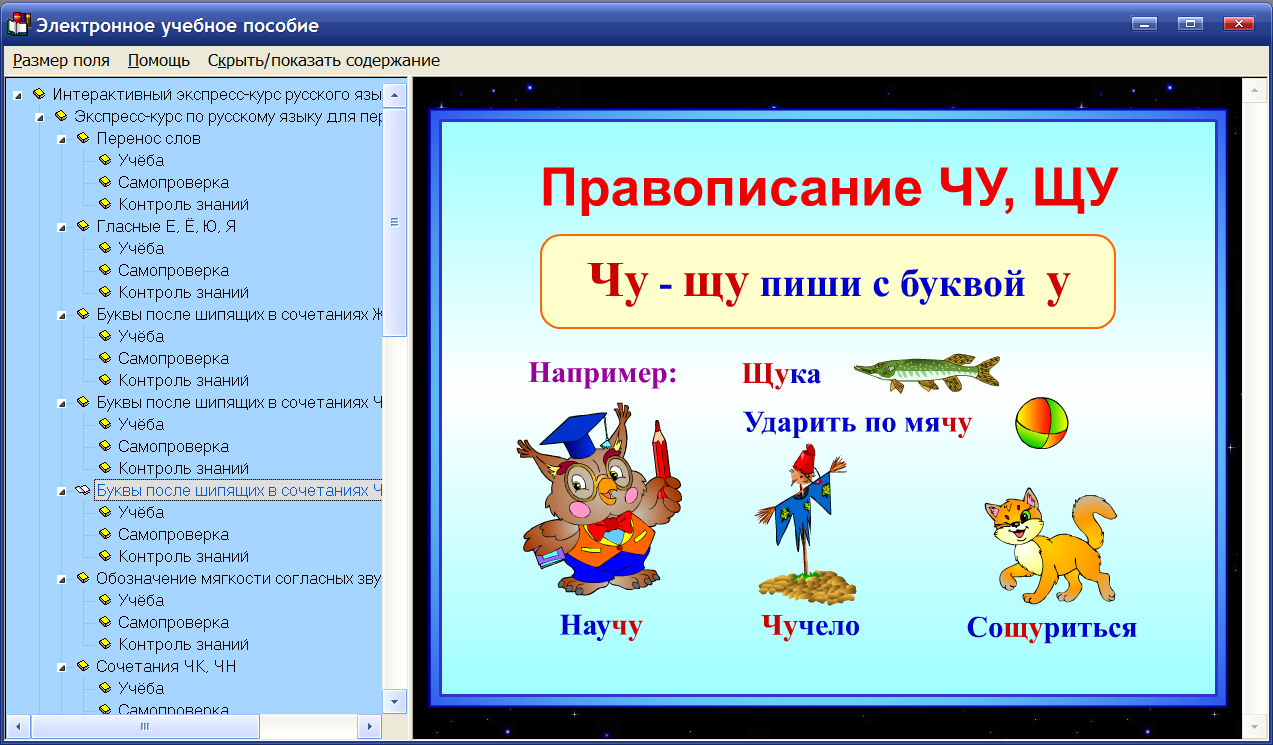 Электронное учебное пособие
Размер поля Помощь Скрыть/показать содержание
Интерактивный экспресс-курс русского язы
Экспресс-курс по русскому языку для пер
Перенос слов
Учёба
Самопроверка
Контроль знаний
Гласные Е, Ё, Ю, Я
Учёба
Самопроверка
Контроль знаний
Буквы после шипящих в сочетаниях Ж
Учёба
Самопроверка
Контроль знаний
Буквы после шипящих в сочетаниях Ч
Учёба
Самопроверка
Контроль знаний
Буквы после шипящих в сочетаниях Ч
Учёба
Самопроверка
Контроль знаний
Обозначение мягкости согласных зву
Учёба
Самопроверка
Контроль знаний
Сочетания ЧК, ЧН
Учёба
Самопроверка
Правописание ЧУ, ЩУ
Чу - щу пиши с буквой у
Например: Щука
Ударить по мячу
Научу Чучело Сощуриться